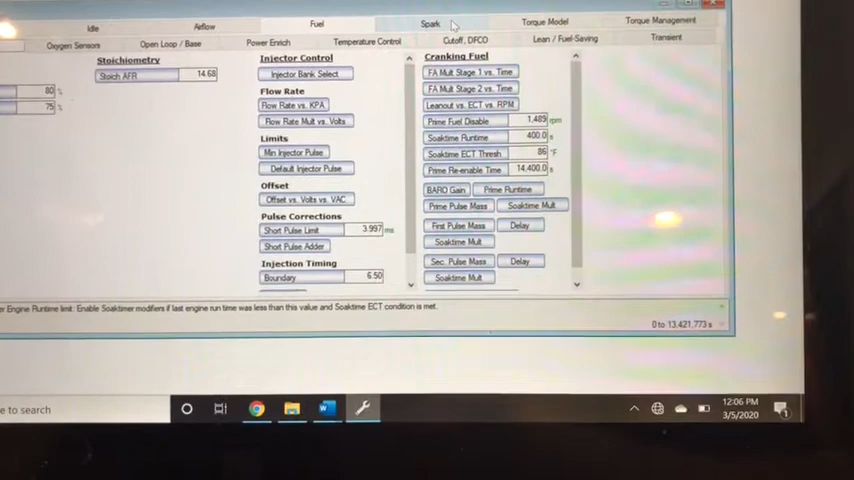 Idle Airflow Fuel Spark Torque Model Torque Management
Oxygen Sensors Open Loop / Base Power Enrich Temperature Control Cutoff, DFCO Lean / Fuel-Saving Transient
Stoichiometry
Stoich AFR 14.68
80 %
75 %
Injector Control
Injector Bank Select
Flow Rate
Flow Rate vs. KPA
Flow Rate Mult vs. Volts
Limits
Min Injector Pulse
Default Injector Pulse
Offset
Offset vs. Volts vs. VAC
Pulse Corrections
Short Pulse Limit 3.997 ms
Short Pulse Adder
Injection Timing
Boundary 6.50
Cranking Fuel
FA Mult Stage 1 vs. Time
FA Mult Stage 2 vs. Time
Leanout vs. ECT vs. RPM
Prime Fuel Disable 1,489 rpm
Soaktime Runtime 400.0 s
Soaktime ECT Thresh 86 °F
Prime Re-enable Time 14,400.0 s
BARO Gain Prime Runtime
Prime Pulse Mass Soaktime Mult
First Pulse Mass Delay
Soaktime Mult
Sec. Pulse Mass Delay
Soaktime Mult
er Engine Runtime limit. Enable Soaktimer modifiers if last engine run time was less than this value and Soaktime ECT condition is met.
0 to 13,421,773 s
e to search
12:06 PM
3/5/2020
1